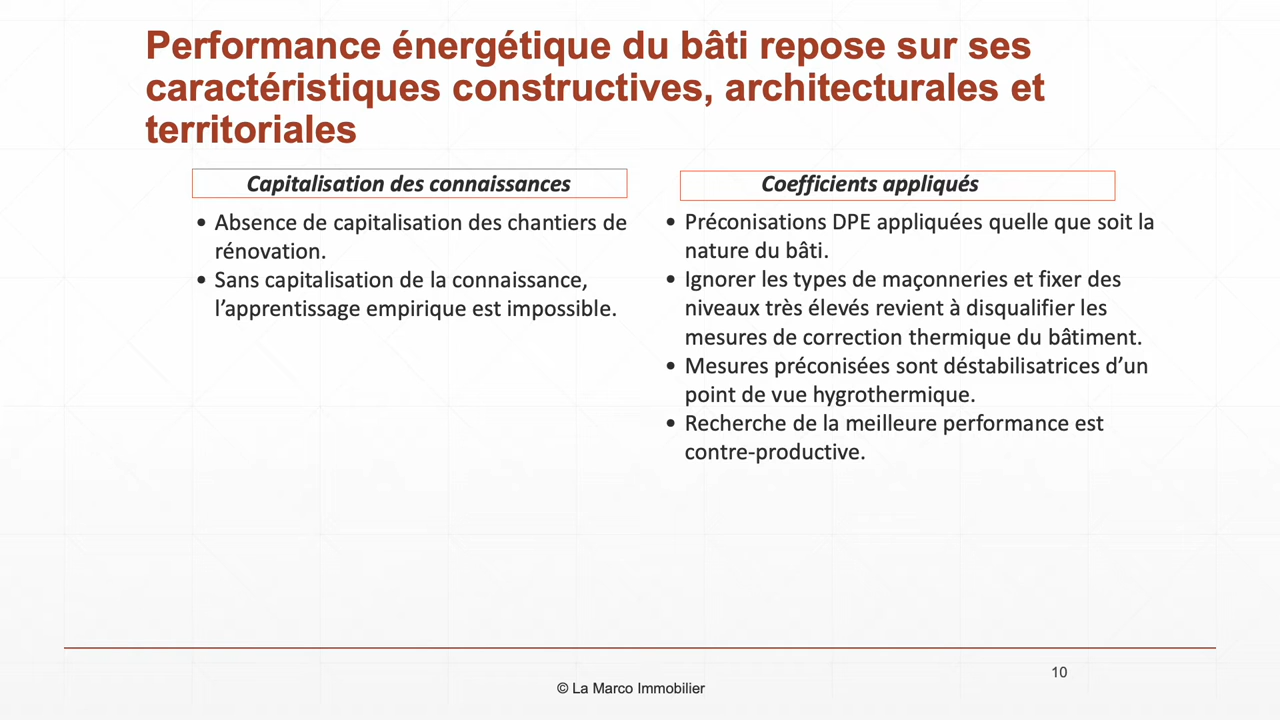 Performance énergétique du bâti repose sur ses
caractéristiques constructives, architecturales et
territoriales
Capitalisation des connaissances
• Absence de capitalisation des chantiers de
rénovation.
• Sans capitalisation de la connaissance,
l’apprentissage empirique est impossible.
Coefficients appliqués
• Préconisations DPE appliquées quelle que soit la
nature du bâti.
• Ignorer les types de maçonneries et fixer des
niveaux très élevés revient à disqualifier les
mesures de correction thermique du bâtiment.
• Mesures préconisées sont déstabilisatrices d’un
point de vue hygrothermique.
• Recherche de la meilleure performance est
contre-productive.
10
© La Marco Immobilier